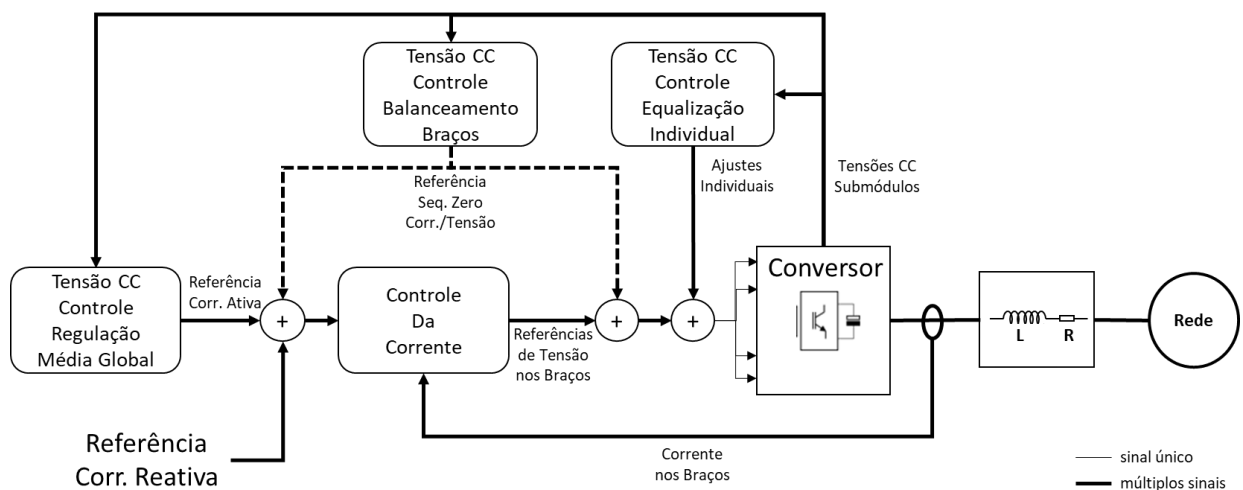 Tensão CC
Controle
Balanceamento
Braços
Tensão CC
Controle
Equalização
Individual
Referência
Seq. Zero
Corr./Tensão
Ajustes
Individuais
Tensões CC
Submódulos
Tensão CC
Controle
Regulação
Média Global
Referência
Corr. Ativa
+
Controle
Da
Corrente
Referências
de Tensão
nos Braços
+
+
Conversor
L
R
Rede
Referência
Corr. Reativa
Corrente
nos Braços
sinal único
múltiplos sinais